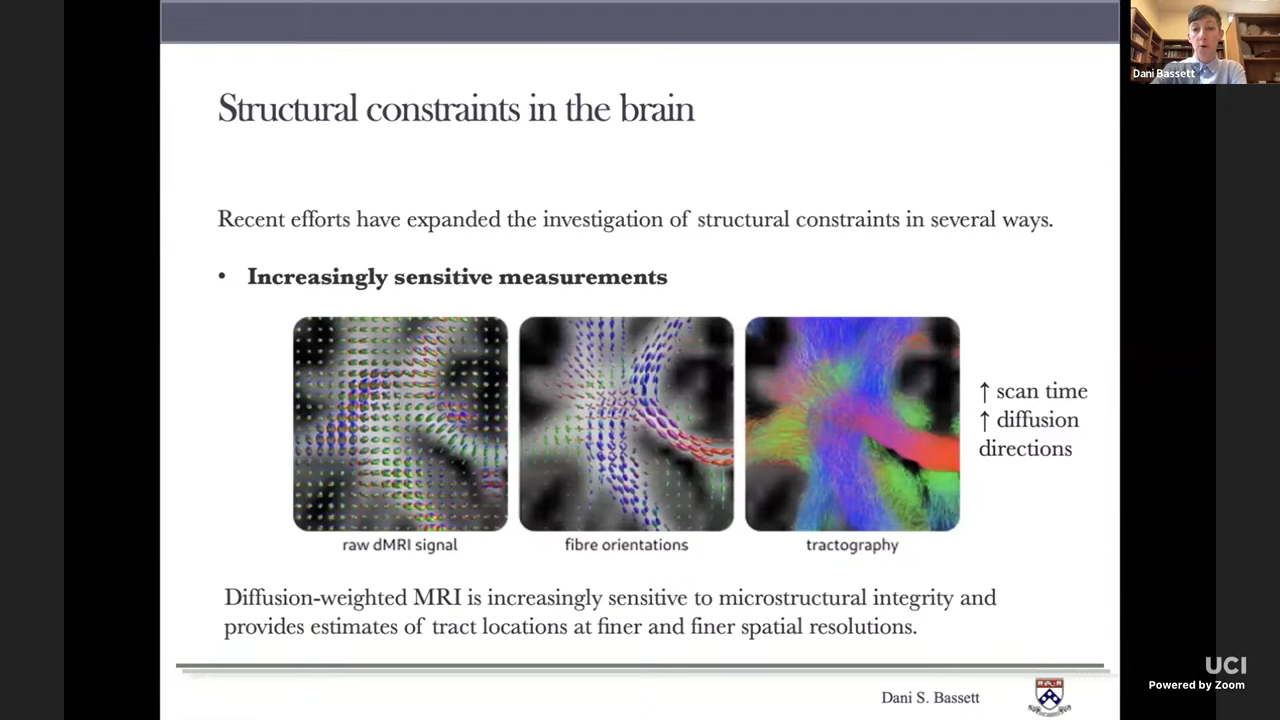 Structural constraints in the brain
Recent efforts have expanded the investigation of structural constraints in several ways.
• Increasingly sensitive measurements
↑ scan time
↑ diffusion
directions
raw dMRI signal
fibre orientations
tractography
Diffusion-weighted MRI is increasingly sensitive to microstructural integrity and
provides estimates of tract locations at finer and finer spatial resolutions.
Dani S. Bassett
Dani Bassett
UCI
Powered by Zoom